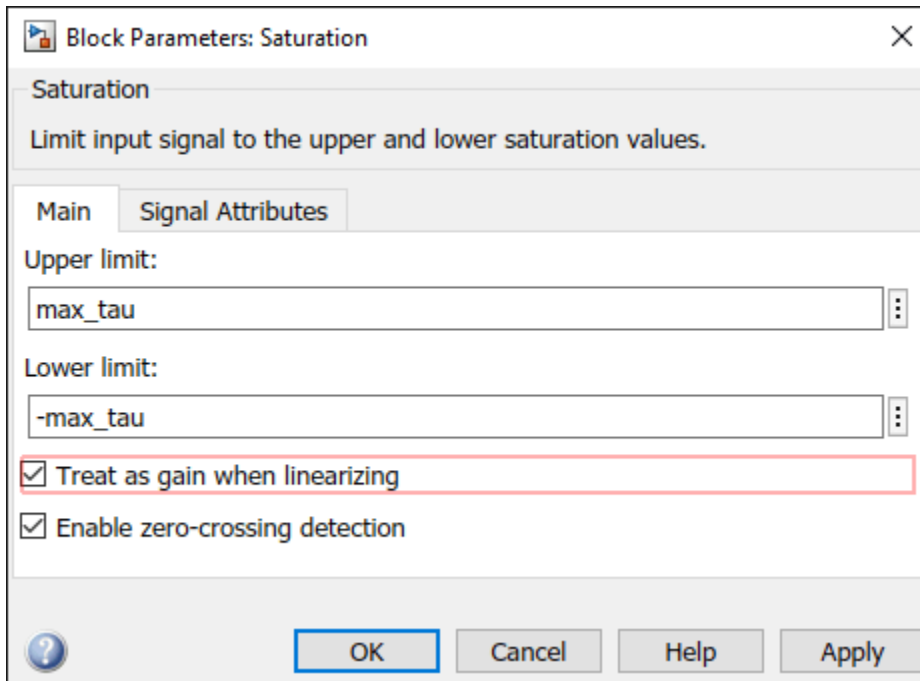 Block Parameters: Saturation
Saturation
Limit input signal to the upper and lower saturation values.
Main Signal Attributes
Upper limit:
max_tau
Lower limit:
-max_tau
Treat as gain when linearizing
Enable zero-crossing detection
? OK Cancel Help Apply